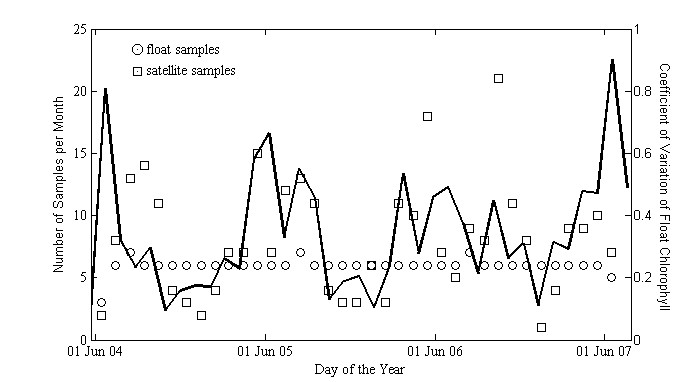 25
20
15
10
5
0
Number of Samples per Month
float samples
satellite samples
1
0.8
0.6
0.4
0.2
0
Coefficient of Variation of Float Chlorophyll
01 Jun 04
01 Jun 05
01 Jun 06
01 Jun 07
Day of the Year